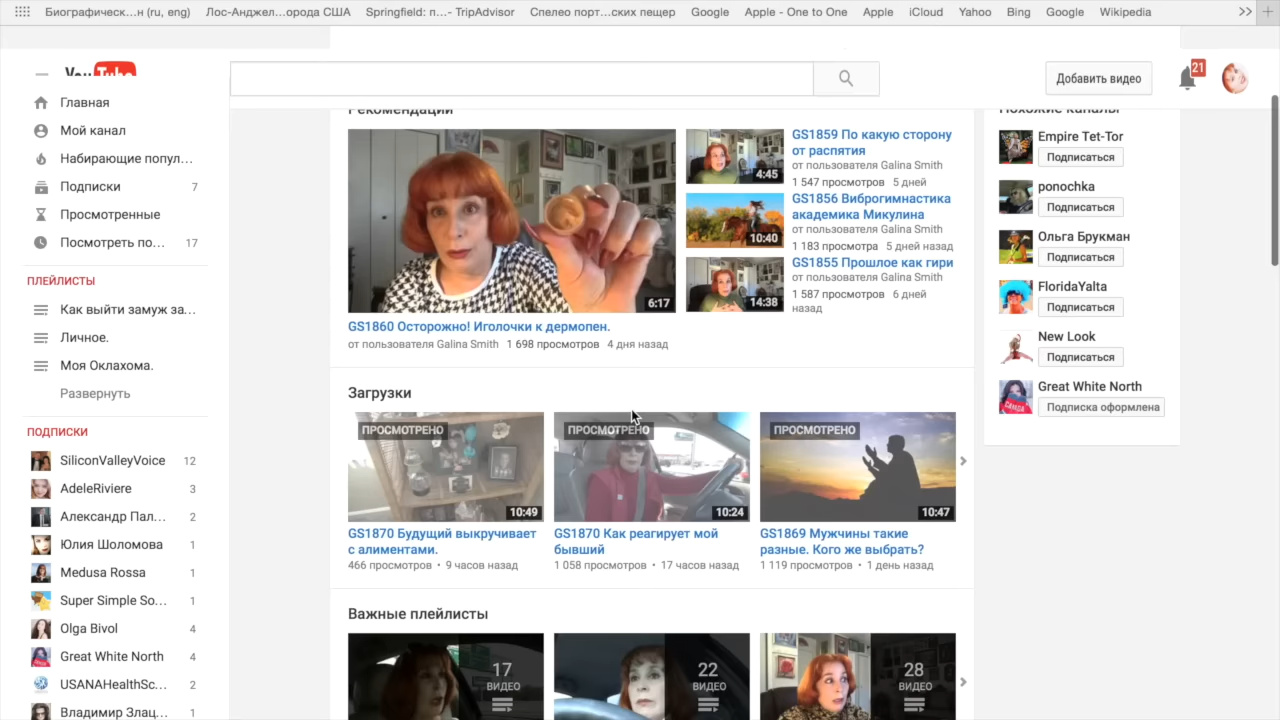 Биографическ...н (ru, eng)
Лос-Анджел...орода США
Springfield: п...- TripAdvisor
Спелео порт...ских пещер
Google
Apple - One to One
Apple
iCloud
Yahoo
Bing
Google
Wikipedia
YouTube
Добавить видео
21
Главная
Мой канал
Набирающие попул...
Подписки 7
Просмотренные
Посмотреть по... 17
ПЛЕЙЛИСТЫ
Как выйти замуж за...
Личное.
Моя Оклахома.
Развернуть
ПОДПИСКИ
SiliconValleyVoice 12
AdeleRiviere 3
Александр Пал... 2
Юлия Шоломова 1
Medusa Rossa 1
Super Simple So... 1
Olga Bivol 4
Great White North 4
USANAHealthSc... 2
Владимир Злац... 1
Рекомендации
6:17
GS1860 Осторожно! Иголочки к дермопен.
от пользователя Galina Smith 1 698 просмотров 4 дня назад
4:45
GS1859 По какую сторону
от распятия
от пользователя Galina Smith
1 547 просмотров 5 дней
10:40
GS1856 Виброгимнастика
академика Микулина
от пользователя Galina Smith
1 183 просмотра 5 дней назад
14:38
GS1855 Прошлое как гири
от пользователя Galina Smith
1 587 просмотров 6 дней
назад
Загрузки
ПРОСМОТРЕНО
10:49
GS1870 Будущий выкручивает
с алиментами.
466 просмотров • 9 часов назад
ПРОСМОТРЕНО
10:24
GS1870 Как реагирует мой
бывший
1 058 просмотров • 17 часов назад
ПРОСМОТРЕНО
10:47
GS1869 Мужчины такие
разные. Кого же выбрать?
1 119 просмотров • 1 день назад
Важные плейлисты
17
ВИДЕО
22
ВИДЕО
28
ВИДЕО
Похожие каналы
Empire Tet-Tor
Подписаться
ponochka
Подписаться
Ольга Брукман
Подписаться
FloridaYalta
Подписаться
New Look
Подписаться
Great White North
Подписка оформлена